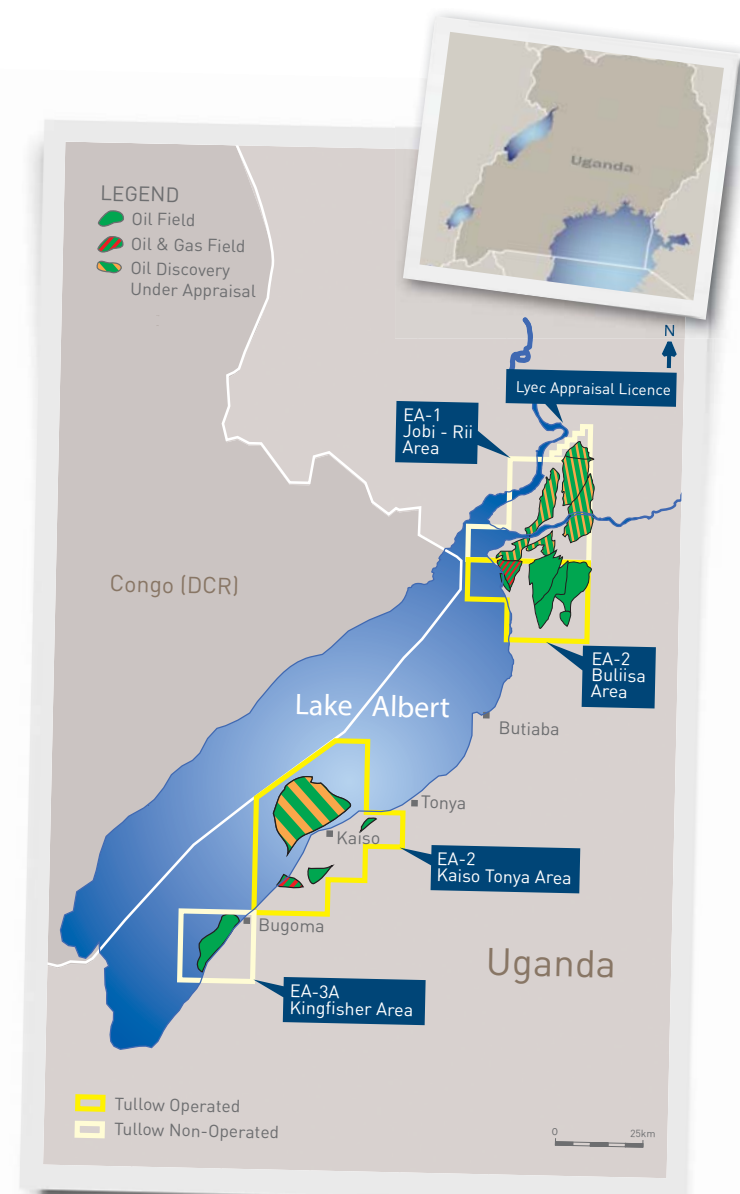 Uganda
LEGEND
Oil Field
Oil & Gas Field
Oil Discovery
Under Appraisal
N
Lyec Appraisal Licence
EA-1
Jobi - Rii
Area
Congo (DCR)
EA-2
Buliisa
Area
Lake Albert
Butiaba
Tonya
Kaiso
EA-2
Kaiso Tonya Area
Bugoma
Uganda
EA-3A
Kingfisher Area
Tullow Operated
Tullow Non-Operated
0 25km